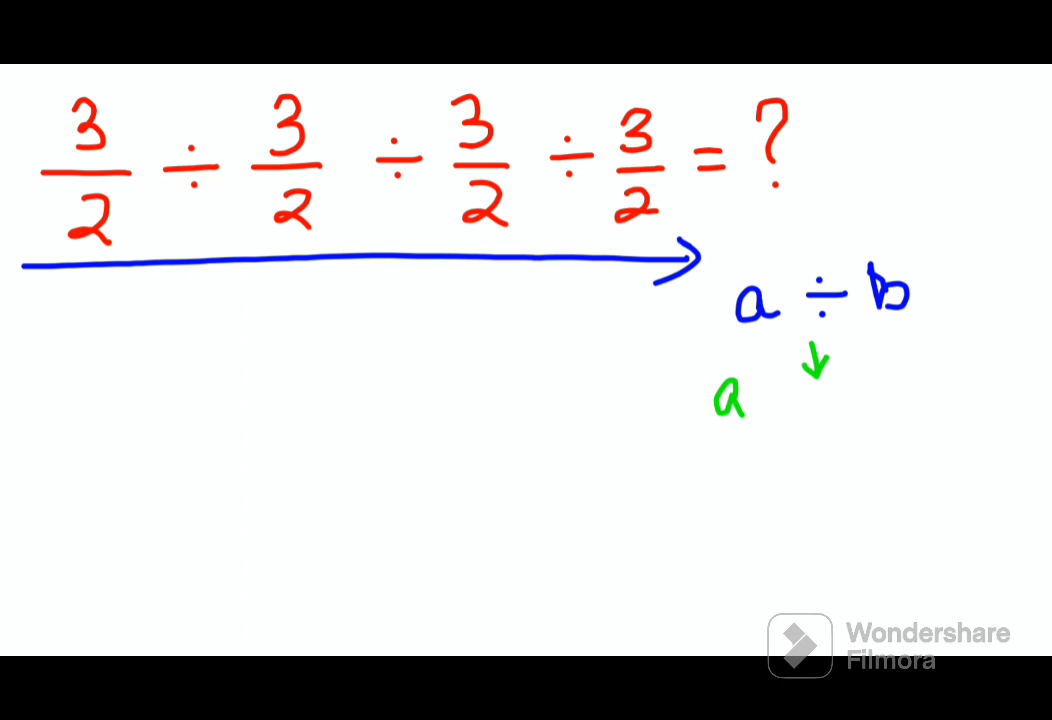 3/2 ÷ 3/2 ÷ 3/2 ÷ 3/2 = ?
a ÷ b
a ↓
Wondershare
Filmora